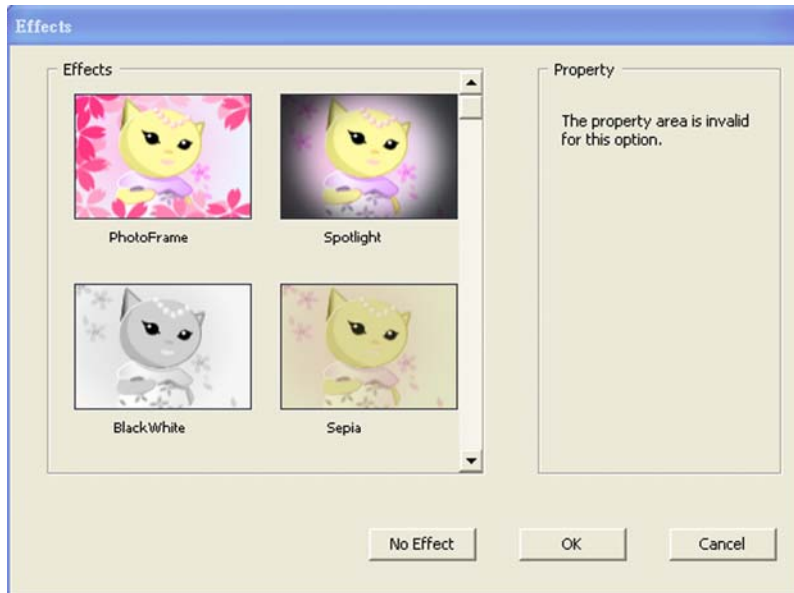 Effects
Effects
PhotoFrame
Spotlight
BlackWhite
Sepia
Property
The property area is invalid
for this option.
No Effect
OK
Cancel